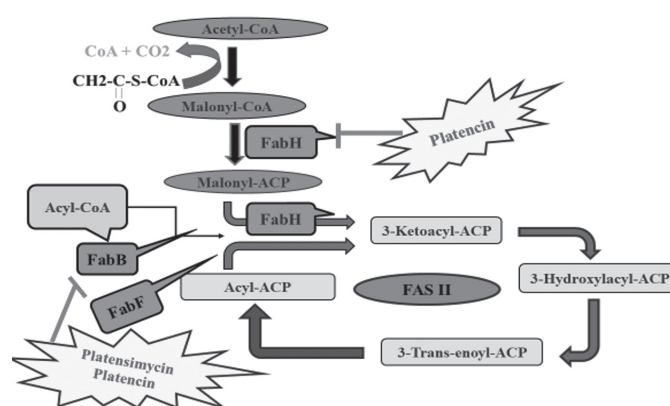 Acetyl-CoA
CoA + CO2
CH2-C-S-CoA
||
O
Malonyl-CoA
FabH
Platencin
Malonyl-ACP
Acyl-CoA
FabH
3-Ketoacyl-ACP
FabB
FabF
Acyl-ACP
FAS II
3-Hydroxylacyl-ACP
3-Trans-enoyl-ACP
Platensimycin
Platencin